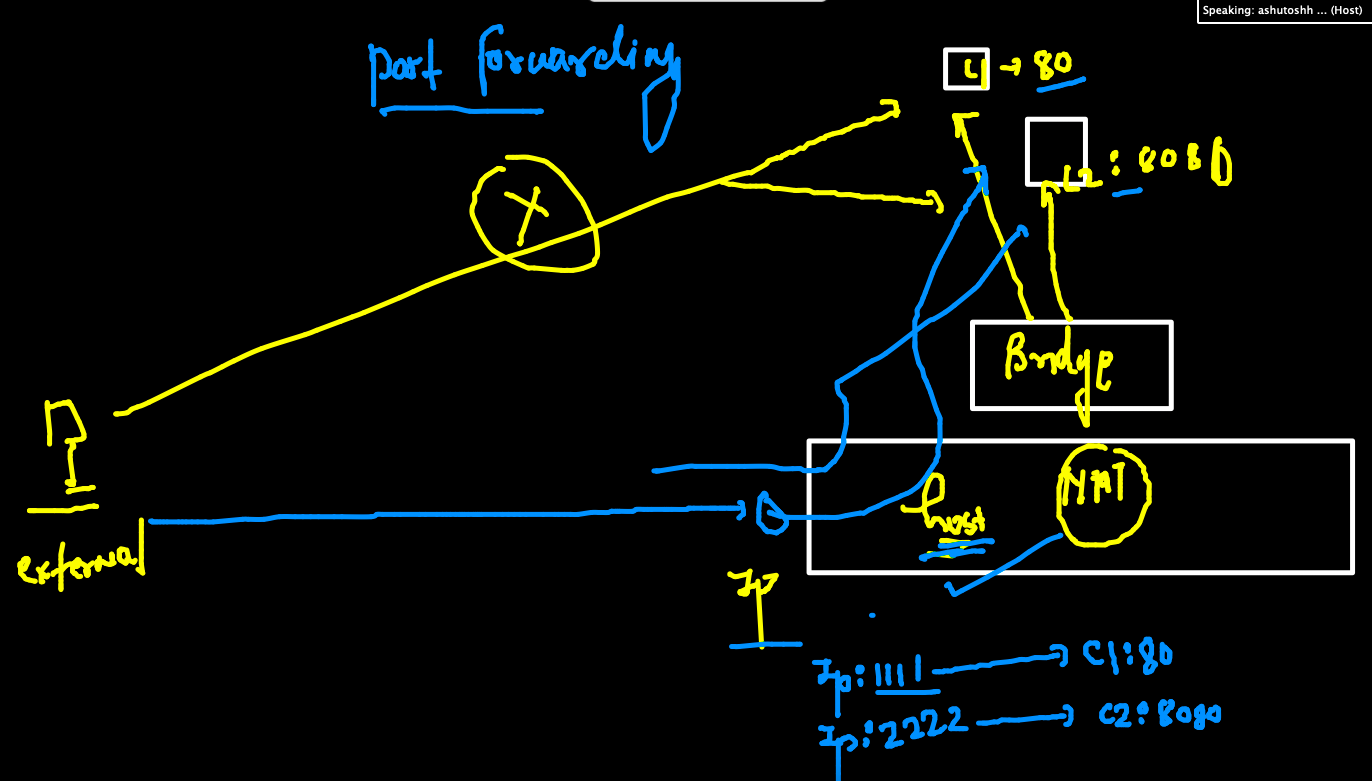 Speaking: ashutoshh ... (Host)
port forwarding
C1 → 80
C2 : 8080
X
Bridge
NAT
host
external
Ip
Ip:1111 → C1:80
Ip:2222 → C2:8080